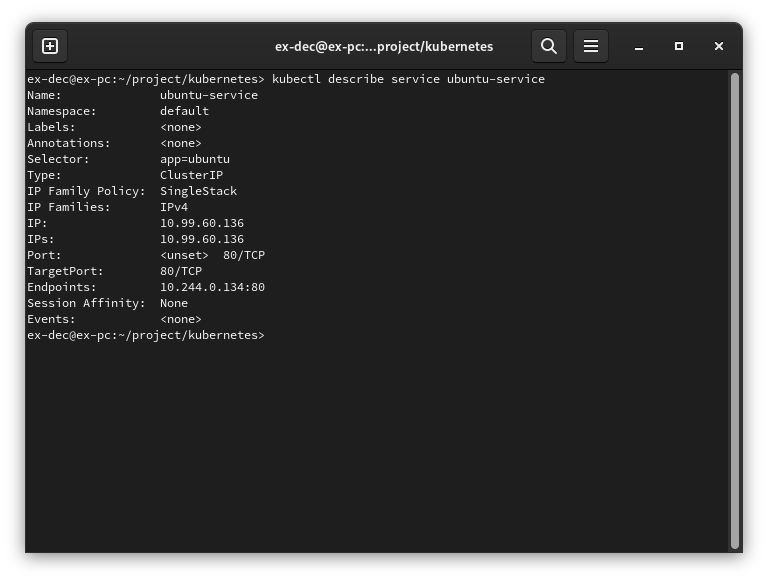 ex-dec@ex-pc:...project/kubernetes
ex-dec@ex-pc:~/project/kubernetes> kubectl describe service ubuntu-service
Name:              ubuntu-service
Namespace:         default
Labels:            <none>
Annotations:       <none>
Selector:          app=ubuntu
Type:              ClusterIP
IP Family Policy:  SingleStack
IP Families:       IPv4
IP:                10.99.60.136
IPs:               10.99.60.136
Port:              <unset>  80/TCP
TargetPort:        80/TCP
Endpoints:         10.244.0.134:80
Session Affinity:  None
Events:            <none>
ex-dec@ex-pc:~/project/kubernetes>